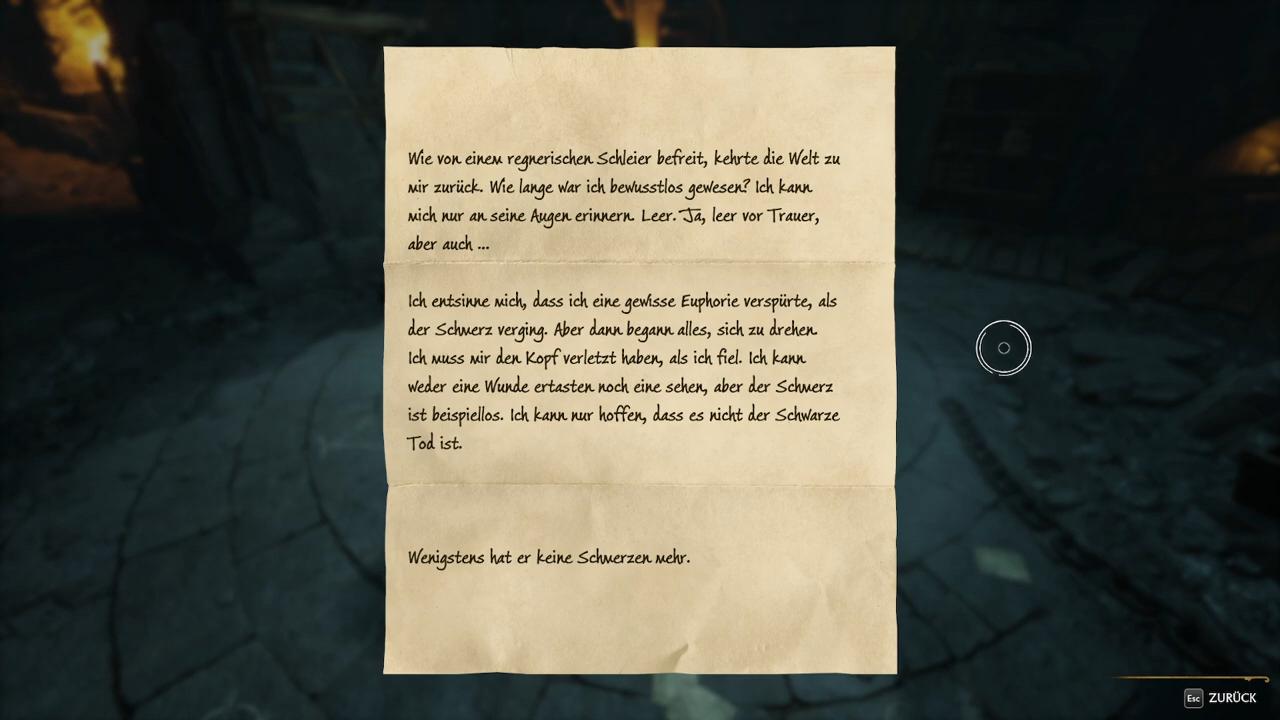 Wie von einem regnerischen Schleier befreit, kehrte die Welt zu
mir zurück. Wie lange war ich bewusstlos gewesen? Ich kann
mich nur an seine Augen erinnern. Leer. Ja, leer vor Trauer,
aber auch ...
Ich entsinne mich, dass ich eine gewisse Euphorie verspürte, als
der Schmerz verging. Aber dann begann alles, sich zu drehen.
Ich muss mir den Kopf verletzt haben, als ich fiel. Ich kann
weder eine Wunde ertasten noch eine sehen, aber der Schmerz
ist beispiellos. Ich kann nur hoffen, dass es nicht der Schwarze
Tod ist.
Wenigstens hat er keine Schmerzen mehr.
Esc ZURÜCK